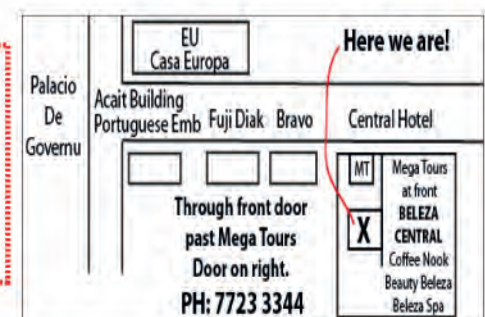 EU
Casa Europa
Here we are!
Palacio
De
Governu
Acait Building
Portuguese Emb
Fuji Diak
Bravo
Central Hotel
Through front door
past Mega Tours
Door on right.
PH: 7723 3344
MT
X
Mega Tours
at front
BELEZA
CENTRAL
Coffee Nook
Beauty Beleza
Beleza Spa